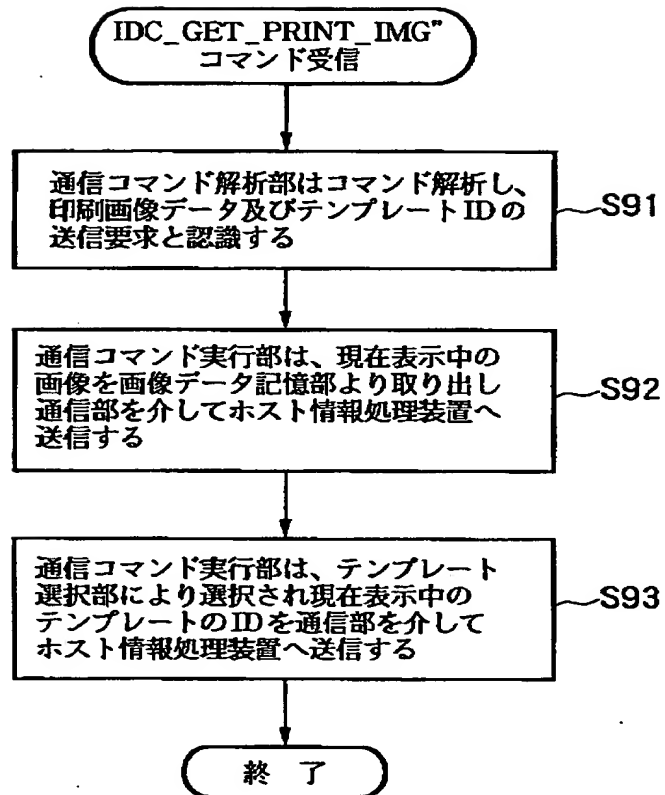 IDC_GET_PRINT_IMG"
コマンド受信
通信コマンド解析部はコマンド解析し、
印刷画像データ及びテンプレートIDの
送信要求と認識する
S91
通信コマンド実行部は、現在表示中の
画像を画像データ記憶部より取り出し
通信部を介してホスト情報処理装置へ
送信する
S92
通信コマンド実行部は、テンプレート
選択部により選択され現在表示中の
テンプレートのIDを通信部を介して
ホスト情報処理装置へ送信する
S93
終 了